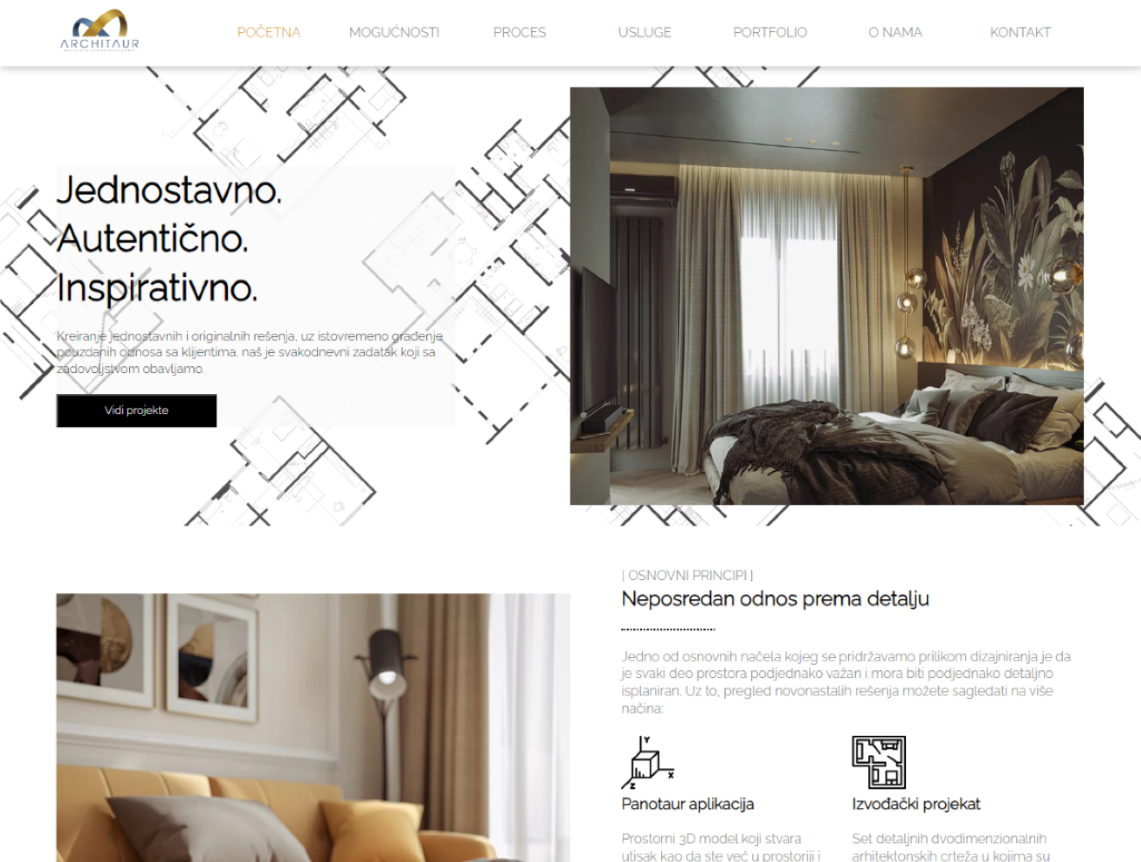 ARCHITAUR
POČETNA
MOGUĆNOSTI
PROCES
USLUGE
PORTFOLIO
O NAMA
KONTAKT
Jednostavno.
Autentično.
Inspirativno.
Kreiranje jednostavnih i originalnih rešenja, uz istovremeno građenje
pouzdanih odnosa sa klijentima, naš je svakodnevni zadatak koji sa
zadovoljstvom obavljamo.
Vidi projekte
[ OSNOVNI PRINCIPI ]
Neposredan odnos prema detalju
Jedno od osnovnih načela kojeg se pridržavamo prilikom dizajniranja je da
je svaki deo prostora podjednako važan i mora biti podjednako detaljno
isplaniran. Uz to, pregled novonastalih rešenja možete sagledati na više
načina:
Y
X
Z
Panotaur aplikacija
Prostorni 3D model koji stvara
utisak kao da ste već u prostoriji i
Izvođački projekat
Set detaljnih dvodimenzionalnih
arhitektonskih crteža u kojima su